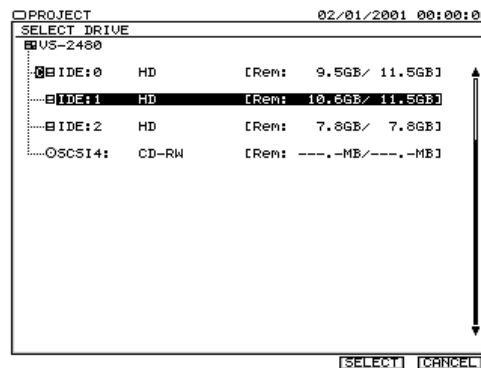 PROJECT 02/01/2001 00:00:0
SELECT DRIVE
VS-2480
C IDE:0 HD [Rem: 9.5GB/ 11.5GB]
IDE:1 HD [Rem: 10.6GB/ 11.5GB]
IDE:2 HD [Rem: 7.8GB/ 7.8GB]
SCSI4: CD-RW [Rem: ---.-MB/---.-MB]
SELECT CANCEL